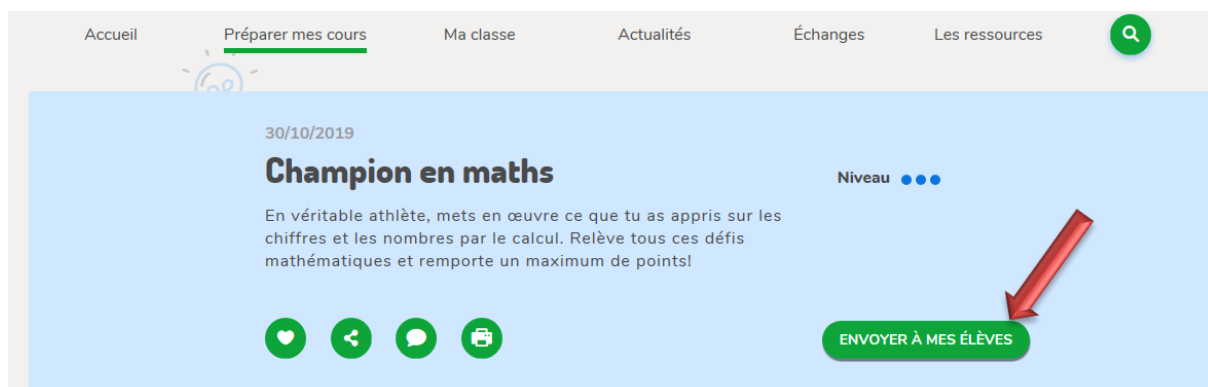 Accueil Préparer mes cours Ma classe Actualités Échanges Les ressources
30/10/2019
Champion en maths
Niveau
En véritable athlète, mets en œuvre ce que tu as appris sur les
chiffres et les nombres par le calcul. Relève tous ces défis
mathématiques et remporte un maximum de points!
ENVOYER À MES ÉLÈVES